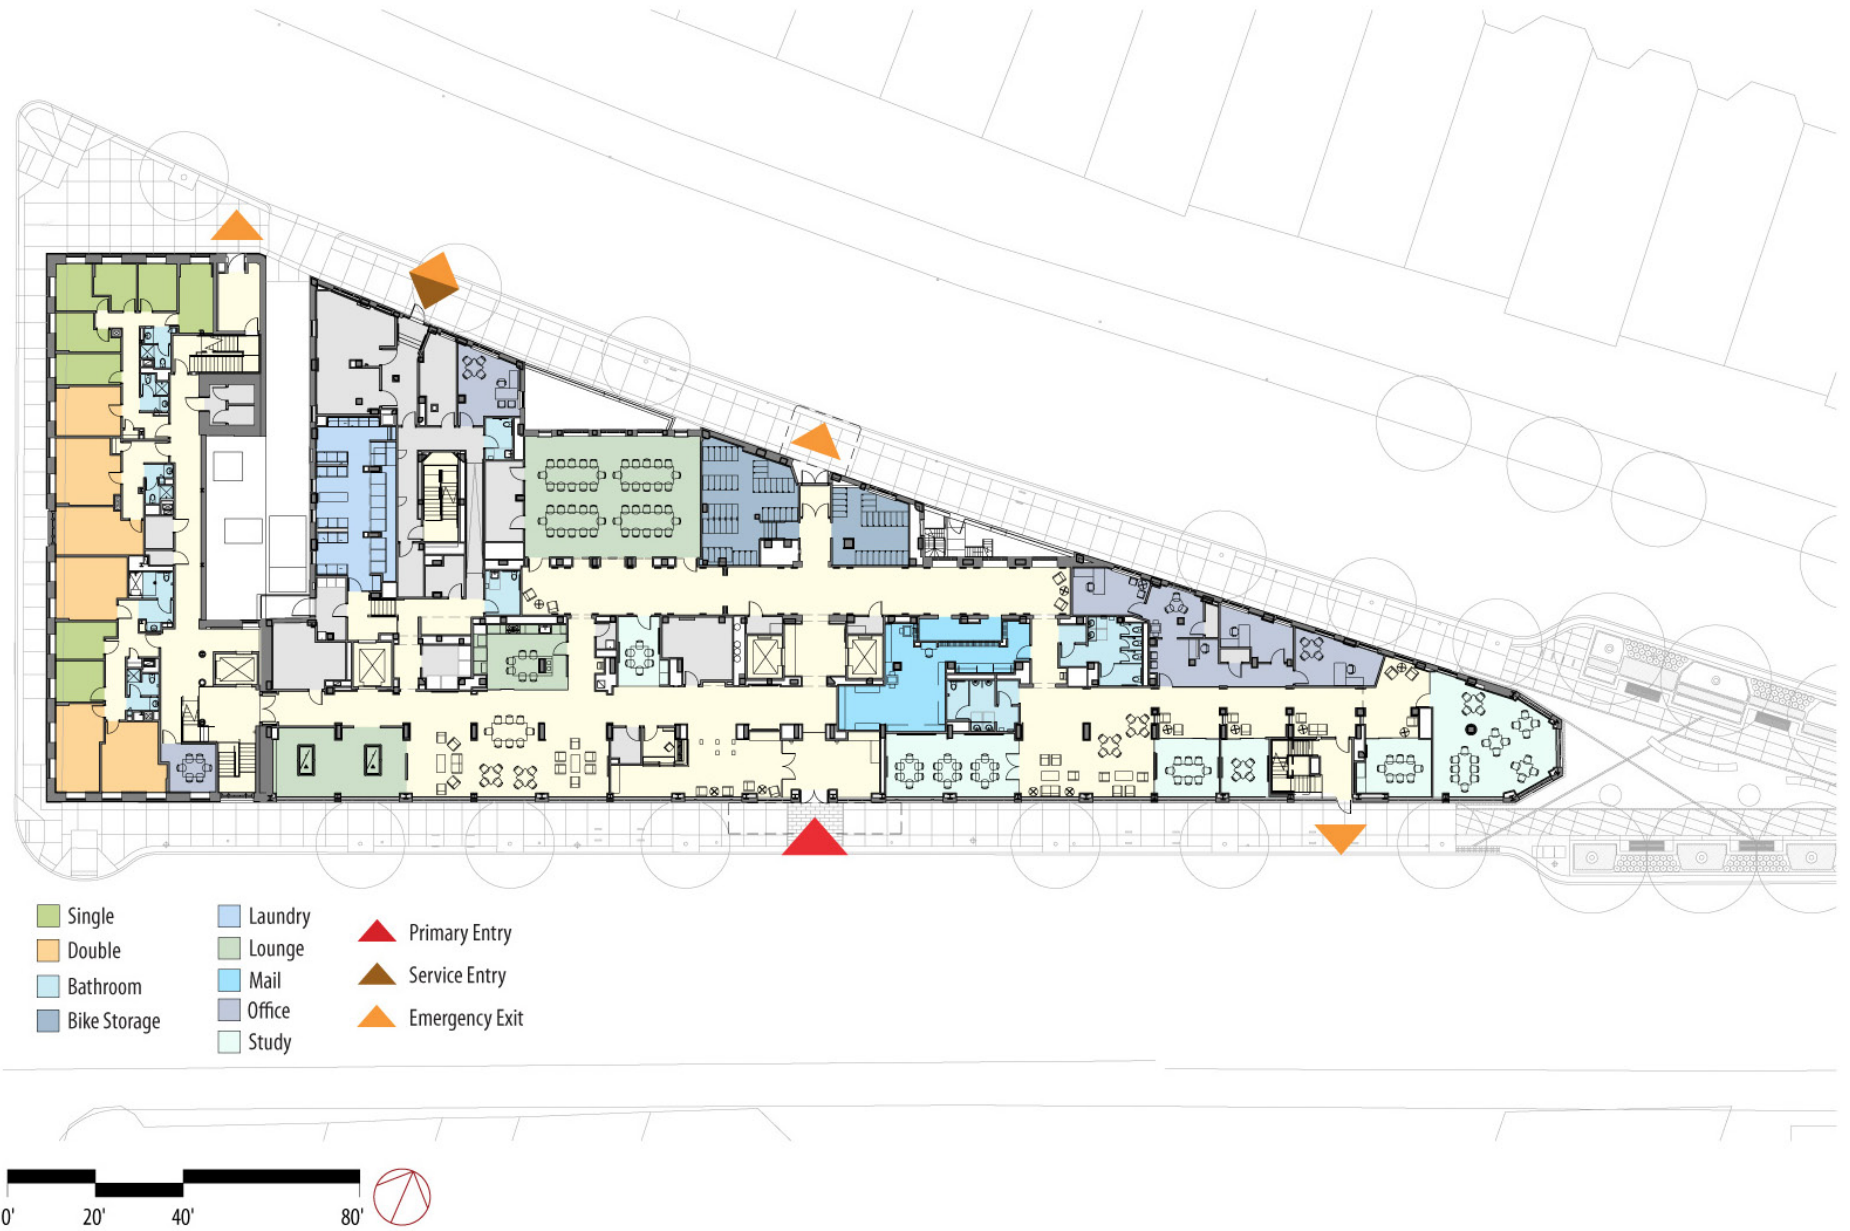 Single
Double
Bathroom
Bike Storage
Laundry
Lounge
Mail
Office
Study
Primary Entry
Service Entry
Emergency Exit
0' 20' 40' 80'